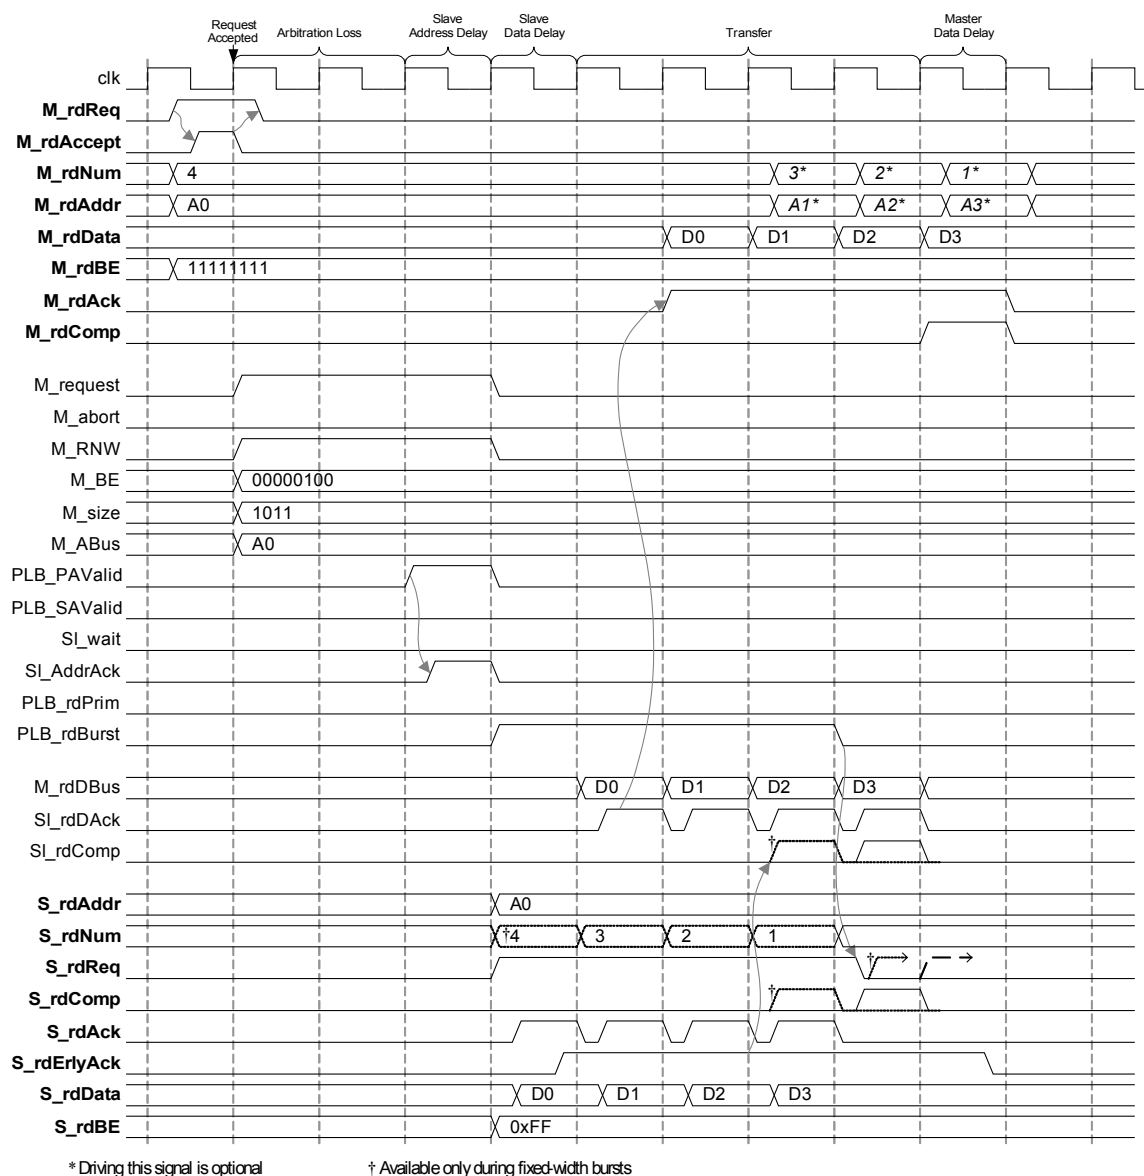 Request Accepted
Arbitration Loss
Slave Address Delay
Slave Data Delay
Transfer
Master Data Delay
clk
M_rdReq
M_rdAccept
M_rdNum 4 3* 2* 1*
M_rdAddr A0 A1* A2* A3*
M_rdData D0 D1 D2 D3
M_rdBE 11111111
M_rdAck
M_rdComp
M_request
M_abort
M_RNW
M_BE 00000100
M_size 1011
M_ABus A0
PLB_PAValid
PLB_SAValid
Sl_wait
Sl_AddrAck
PLB_rdPrim
PLB_rdBurst
M_rdDBus D0 D1 D2 D3
Sl_rdDAck
Sl_rdComp †
S_rdAddr A0
S_rdNum †4 3 2 1
S_rdReq †
S_rdComp †
S_rdAck
S_rdErlyAck
S_rdData D0 D1 D2 D3
S_rdBE 0xFF
* Driving this signal is optional † Available only during fixed-width bursts